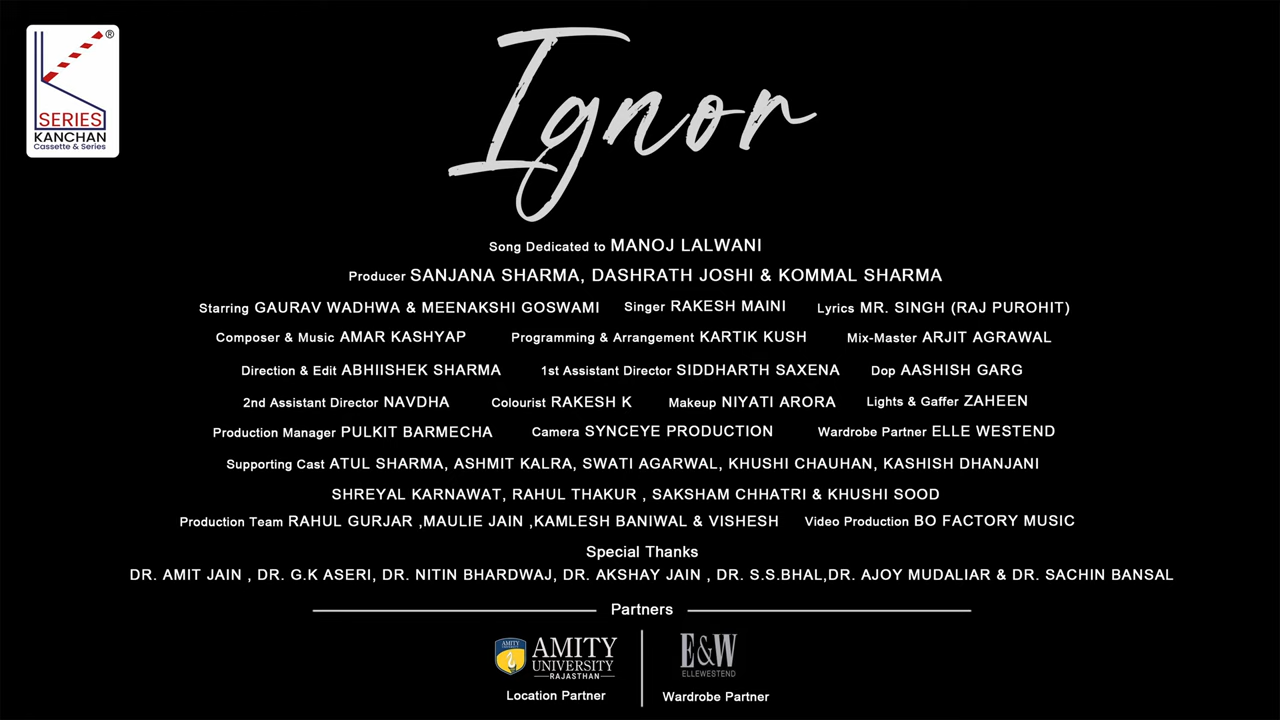 ®
SERIES
KANCHAN
Cassette & Series
Ignor
Song Dedicated to MANOJ LALWANI
Producer SANJANA SHARMA, DASHRATH JOSHI & KOMMAL SHARMA
Starring GAURAV WADHWA & MEENAKSHI GOSWAMI Singer RAKESH MAINI Lyrics MR. SINGH (RAJ PUROHIT)
Composer & Music AMAR KASHYAP Programming & Arrangement KARTIK KUSH Mix-Master ARJIT AGRAWAL
Direction & Edit ABHIISHEK SHARMA 1st Assistant Director SIDDHARTH SAXENA Dop AASHISH GARG
2nd Assistant Director NAVDHA Colourist RAKESH K Makeup NIYATI ARORA Lights & Gaffer ZAHEEN
Production Manager PULKIT BARMECHA Camera SYNCEYE PRODUCTION Wardrobe Partner ELLE WESTEND
Supporting Cast ATUL SHARMA, ASHMIT KALRA, SWATI AGARWAL, KHUSHI CHAUHAN, KASHISH DHANJANI
SHREYAL KARNAWAT, RAHUL THAKUR , SAKSHAM CHHATRI & KHUSHI SOOD
Production Team RAHUL GURJAR ,MAULIE JAIN ,KAMLESH BANIWAL & VISHESH Video Production BO FACTORY MUSIC
Special Thanks
DR. AMIT JAIN , DR. G.K ASERI, DR. NITIN BHARDWAJ, DR. AKSHAY JAIN , DR. S.S.BHAL,DR. AJOY MUDALIAR & DR. SACHIN BANSAL
Partners
AMITY
AMITY
UNIVERSITY
RAJASTHAN
Location Partner
E&W
ELLEWESTEND
Wardrobe Partner